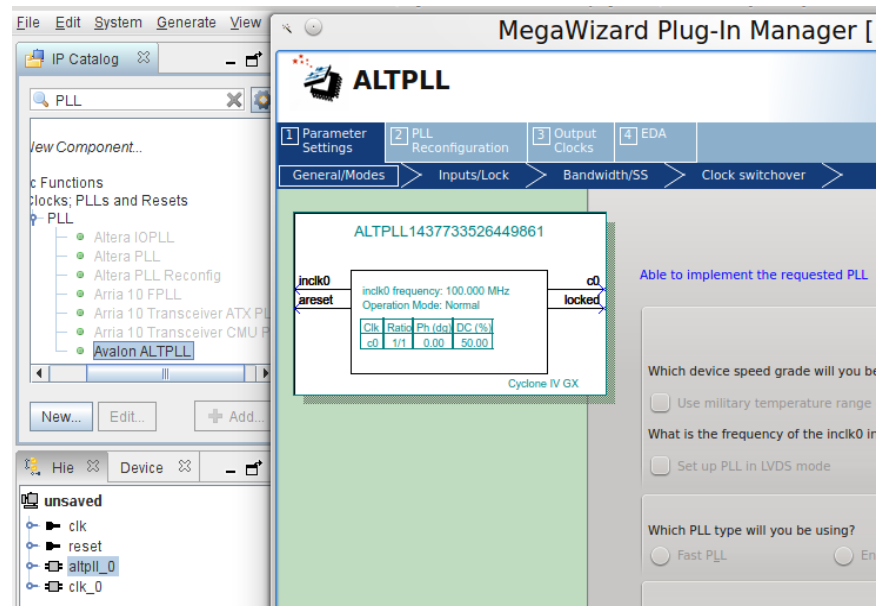 File Edit System Generate View
MegaWizard Plug-In Manager [
IP Catalog
ALTPLL
PLL
1 Parameter Settings
2 PLL Reconfiguration
3 Output Clocks
4 EDA
General/Modes
Inputs/Lock
Bandwidth/SS
Clock switchover
New Component...
c Functions
Clocks; PLLs and Resets
PLL
Altera IOPLL
Altera PLL
Altera PLL Reconfig
Arria 10 FPLL
Arria 10 Transceiver ATX PL
Arria 10 Transceiver CMU P
Avalon ALTPLL
New...
Edit...
Add...
ALTPLL1437733526449861
inclk0
areset
inclk0 frequency: 100.000 MHz
Operation Mode: Normal
Clk Ratio Ph (dg) DC (%)
c0 1/1 0.00 50.00
c0
locked
Cyclone IV GX
Able to implement the requested PLL
Which device speed grade will you be
Use military temperature range
What is the frequency of the inclk0 in
Set up PLL in LVDS mode
Which PLL type will you be using?
Fast PLL
En
Hie
Device
unsaved
clk
reset
altpll_0
clk_0